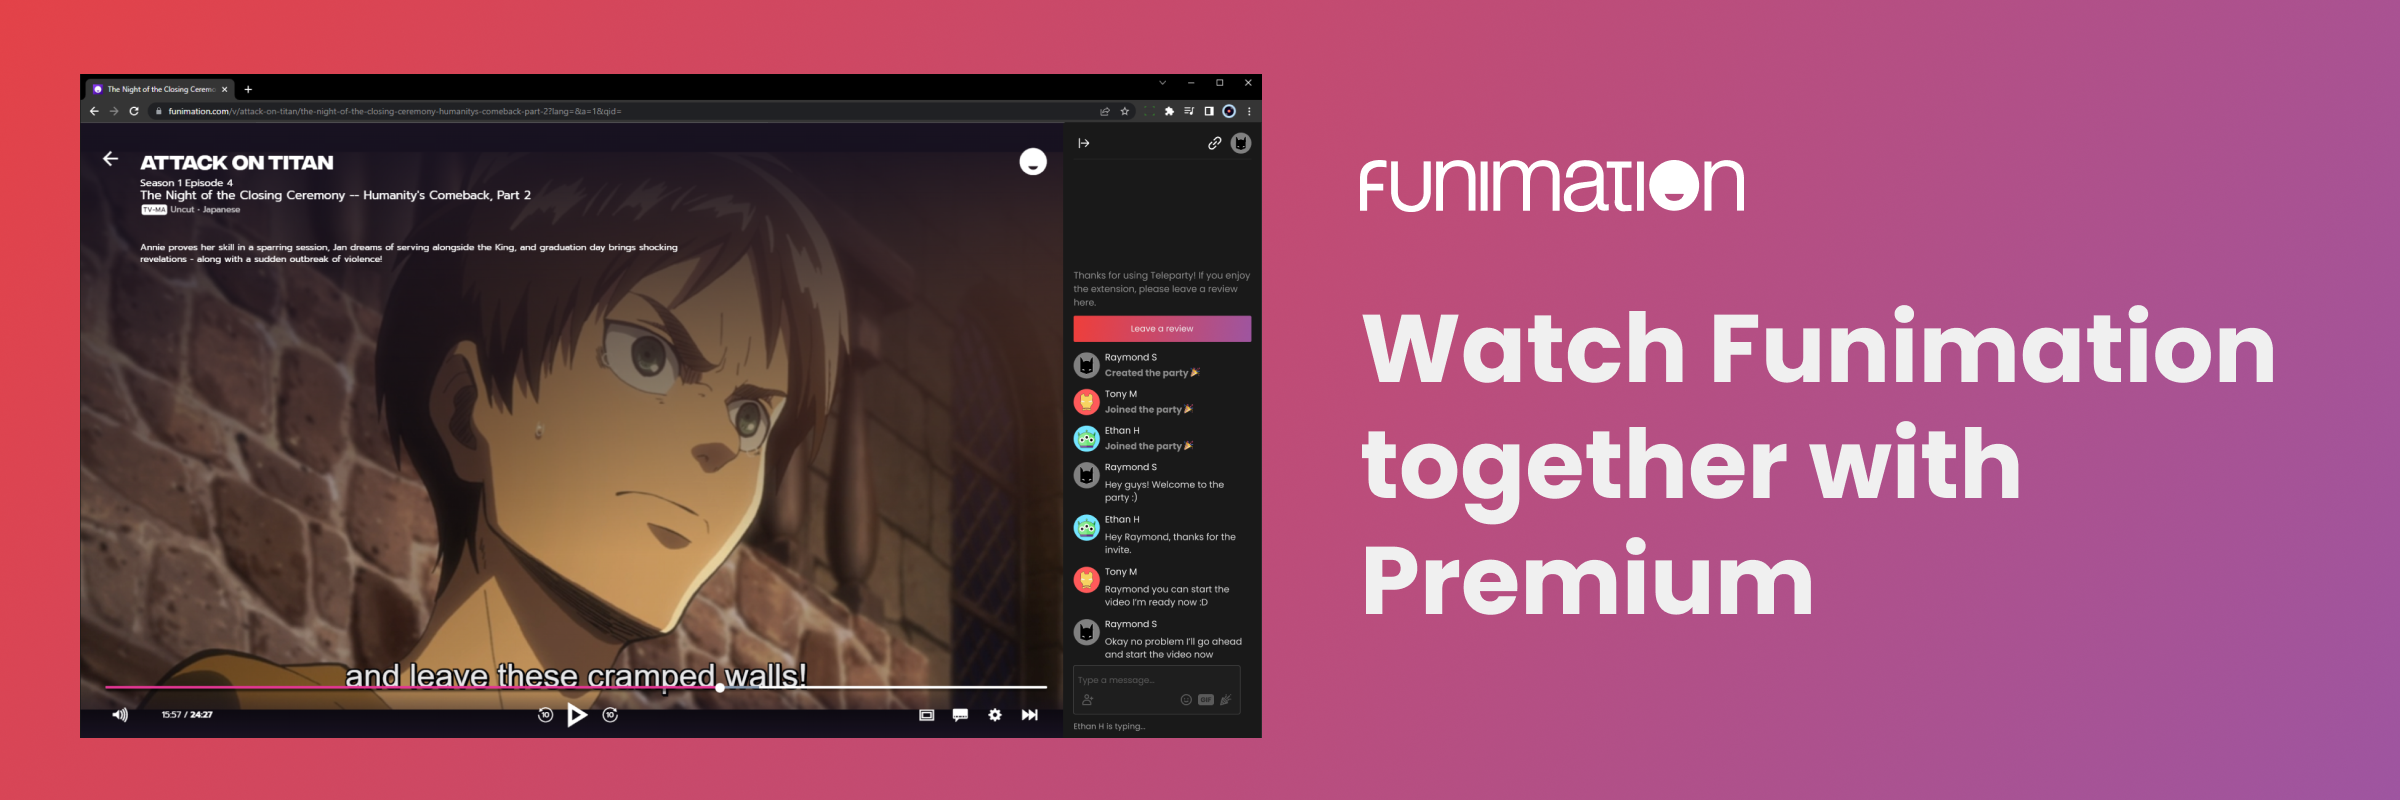 The Night of the Closing Cerem
funimation.com/v/attack-on-titan/the-night-of-the-closing-ceremony-humanitys-comeback-part-2?lang=&a=1&qid=
ATTACK ON TITAN
Season 1 Episode 4
The Night of the Closing Ceremony -- Humanity's Comeback, Part 2
TV-MA Uncut · Japanese
Annie proves her skill in a sparring session, Jan dreams of serving alongside the King, and graduation day brings shocking
revelations - along with a sudden outbreak of violence!
and leave these cramped walls!
15:57 / 24:27
10
10
Thanks for using Teleparty! If you enjoy
the extension, please leave a review
here.
Leave a review
Raymond S
Created the party 🎉
Tony M
Joined the party 🎉
Ethan H
Joined the party 🎉
Raymond S
Hey guys! Welcome to the
party :)
Ethan H
Hey Raymond, thanks for the
invite.
Tony M
Raymond you can start the
video I'm ready now :D
Raymond S
Okay no problem I'll go ahead
and start the video now
Type a message...
GIF
Ethan H is typing...
FUNIMATION
Watch Funimation
together with
Premium